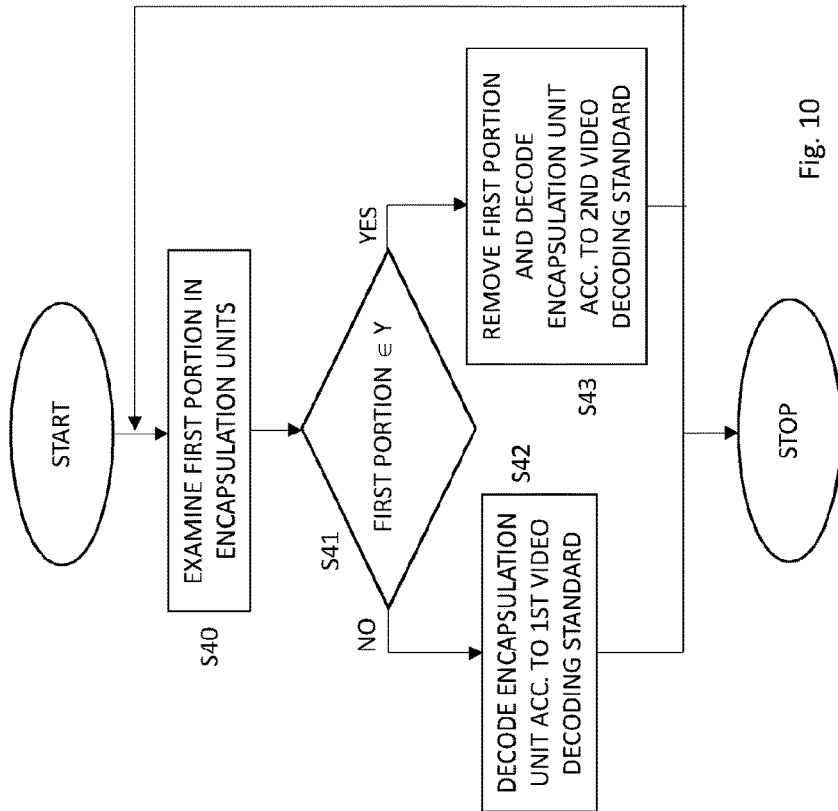 START
EXAMINE FIRST PORTION IN
ENCAPSULATION UNITS
S40
S41
FIRST PORTION ∈ Y
NO
YES
DECODE ENCAPSULATION
UNIT ACC. TO 1ST VIDEO
DECODING STANDARD
S42
REMOVE FIRST PORTION
AND DECODE
ENCAPSULATION UNIT
ACC. TO 2ND VIDEO
DECODING STANDARD
S43
STOP
Fig. 10